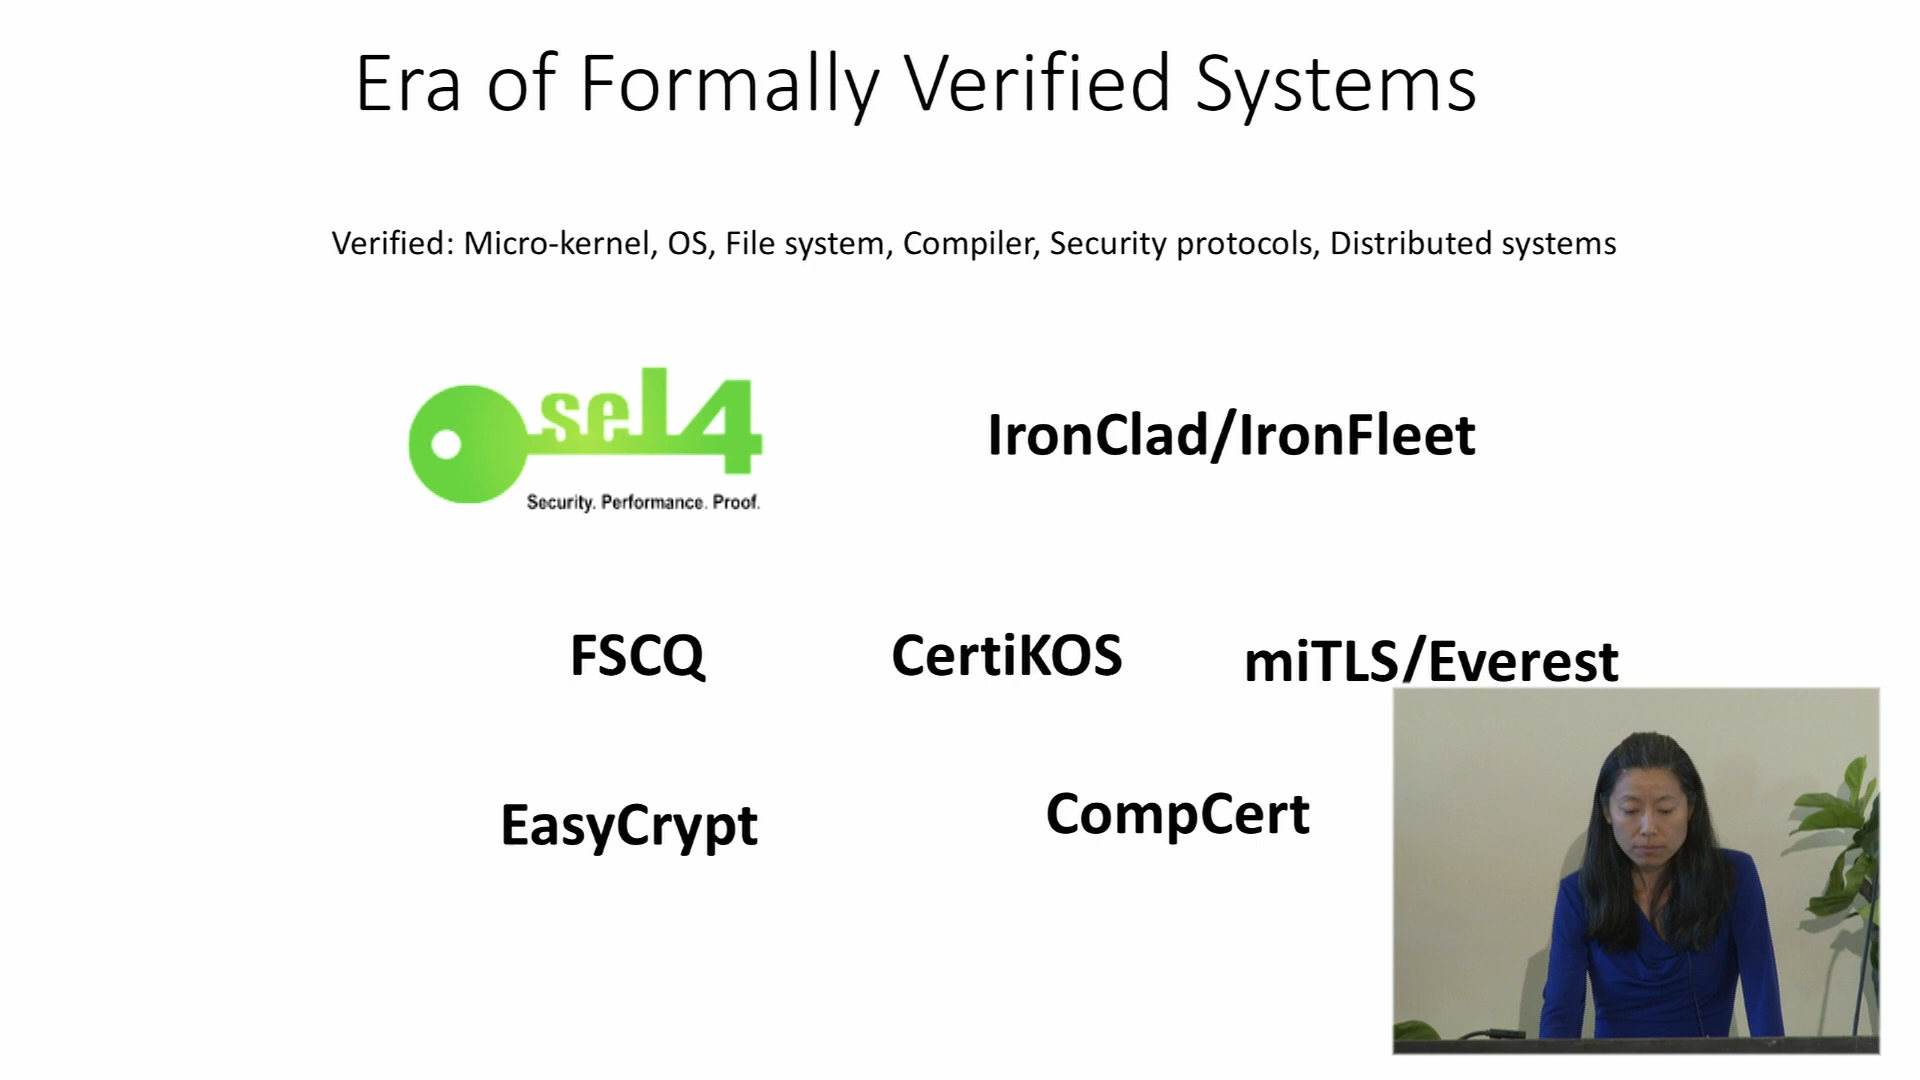 Era of Formally Verified Systems
Verified: Micro-kernel, OS, File system, Compiler, Security protocols, Distributed systems
seL4
Security. Performance. Proof.
IronClad/IronFleet
FSCQ
CertiKOS
miTLS/Everest
EasyCrypt
CompCert